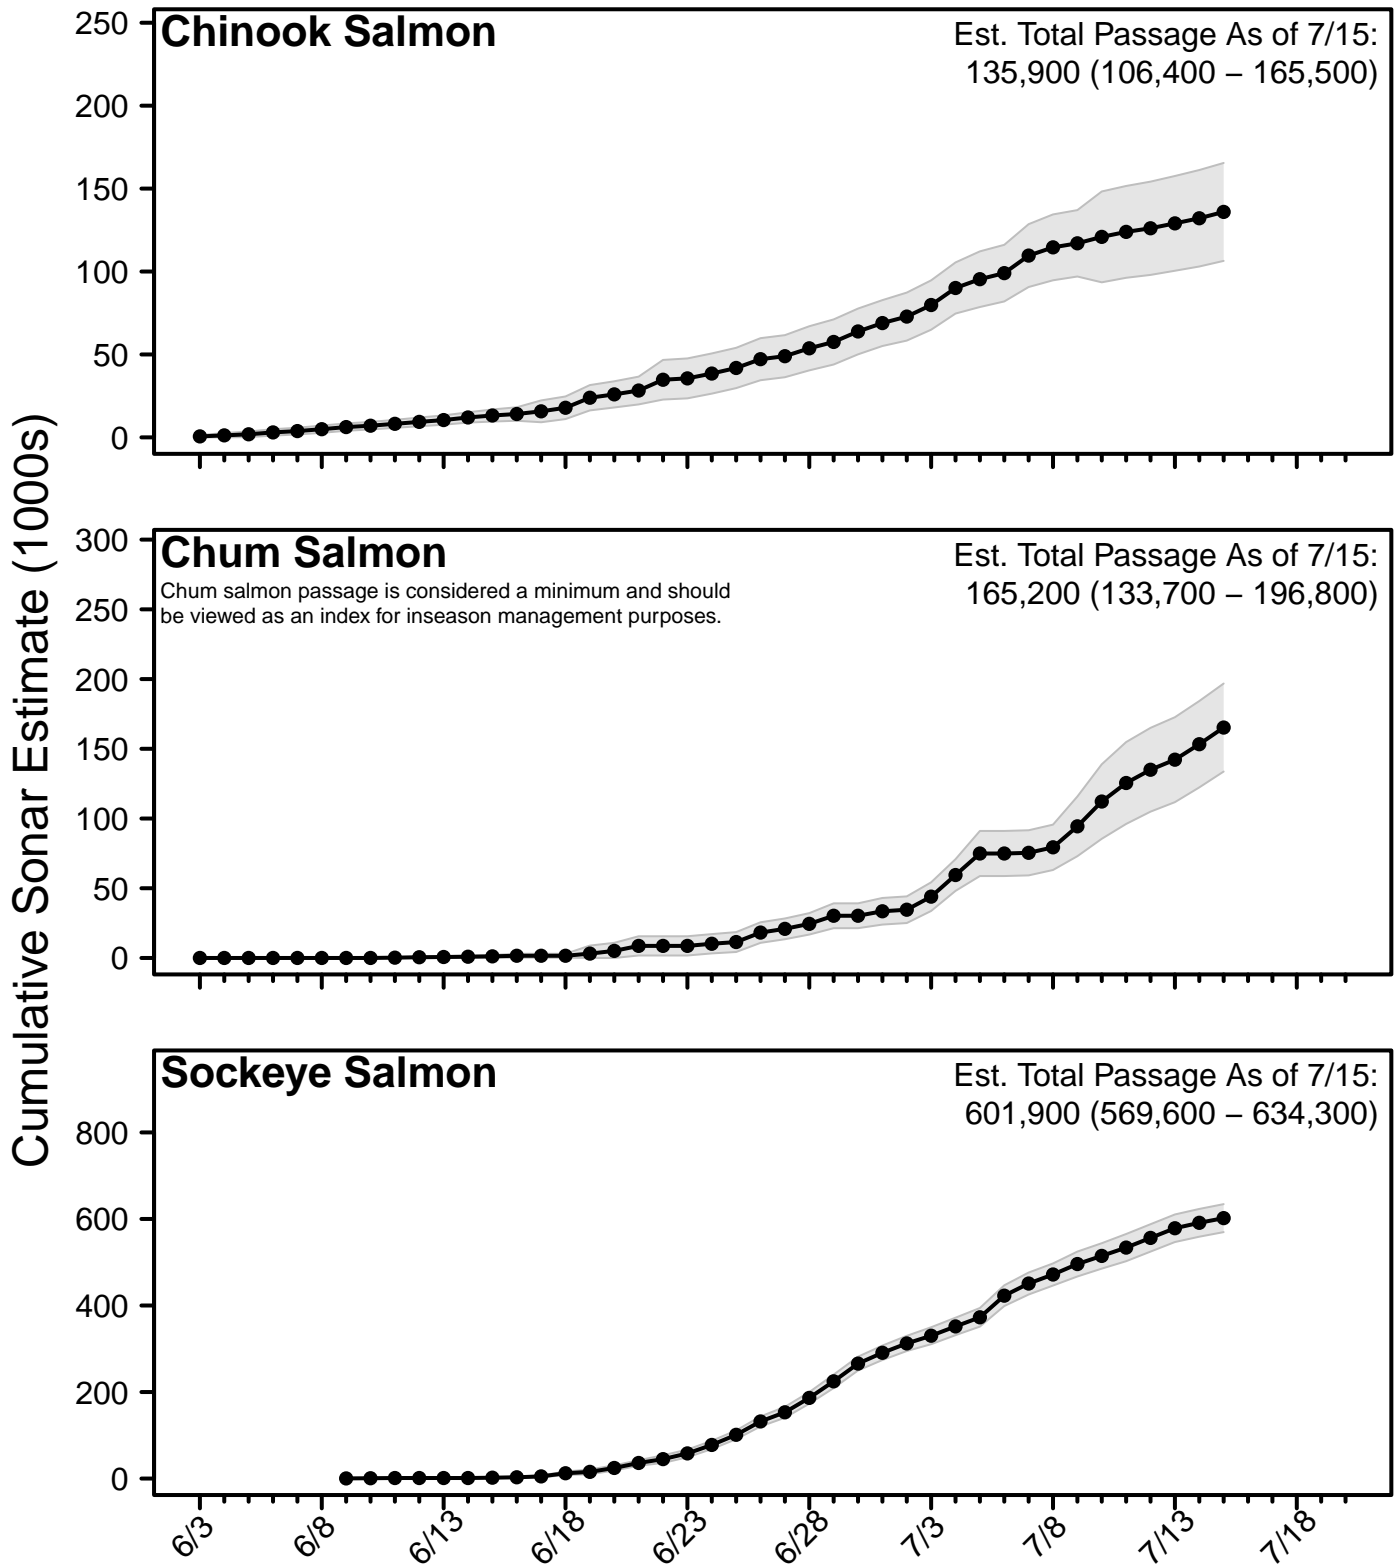 Cumulative Sonar Estimate (1000s)
Chinook Salmon
Est. Total Passage As of 7/15:
135,900 (106,400 – 165,500)
250
200
150
100
50
0
Chum Salmon
Chum salmon passage is considered a minimum and should
be viewed as an index for inseason management purposes.
Est. Total Passage As of 7/15:
165,200 (133,700 – 196,800)
300
250
200
150
100
50
0
Sockeye Salmon
Est. Total Passage As of 7/15:
601,900 (569,600 – 634,300)
800
600
400
200
0
6/3 6/8 6/13 6/18 6/23 6/28 7/3 7/8 7/13 7/18